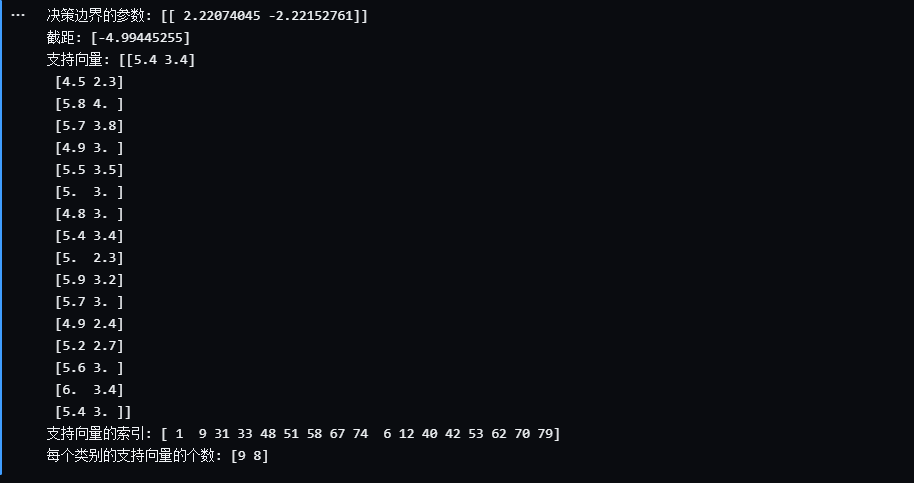 决策边界的参数: [[ 2.22074045 -2.22152761]]
截距: [-4.99445255]
支持向量: [[5.4 3.4]
 [4.5 2.3]
 [5.8 4. ]
 [5.7 3.8]
 [4.9 3. ]
 [5.5 3.5]
 [5.  3. ]
 [4.8 3. ]
 [5.4 3.4]
 [5.  2.3]
 [5.9 3.2]
 [5.7 3. ]
 [4.9 2.4]
 [5.2 2.7]
 [5.6 3. ]
 [6.  3.4]
 [5.4 3. ]]
支持向量的索引: [ 1  9 31 33 48 51 58 67 74  6 12 40 42 53 62 70 79]
每个类别的支持向量的个数: [9 8]